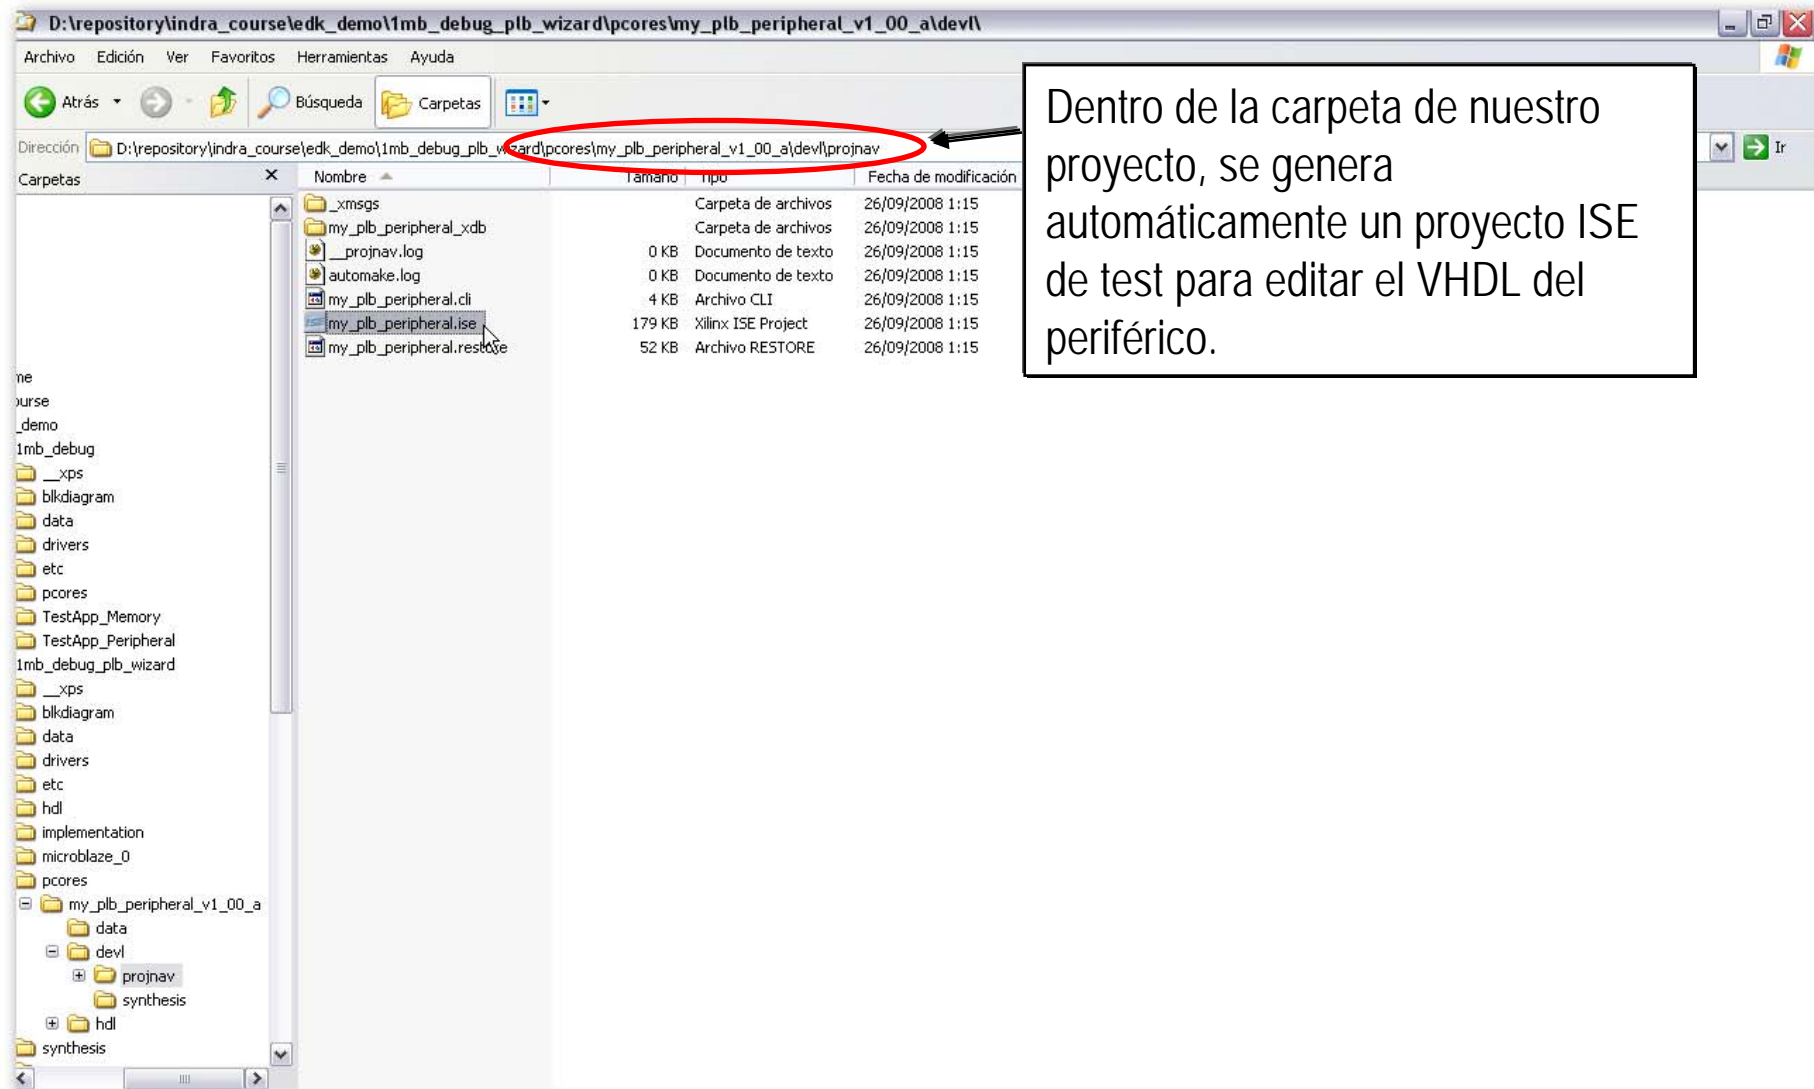 D:\repository\indra_course\edk_demo\1mb_debug_plb_wizard\pcores\my_plb_peripheral_v1_00_a\devl\
Archivo Edición Ver Favoritos Herramientas Ayuda
Atrás Búsqueda Carpetas
Dirección D:\repository\indra_course\edk_demo\1mb_debug_plb_wizard\pcores\my_plb_peripheral_v1_00_a\devl\projnav Ir
Dentro de la carpeta de nuestro
proyecto, se genera
automáticamente un proyecto ISE
de test para editar el VHDL del
periférico.
Carpetas
Nombre Tamaño Tipo Fecha de modificación
_xmsgs Carpeta de archivos 26/09/2008 1:15
my_plb_peripheral_xdb Carpeta de archivos 26/09/2008 1:15
__projnav.log 0 KB Documento de texto 26/09/2008 1:15
automake.log 0 KB Documento de texto 26/09/2008 1:15
my_plb_peripheral.cli 4 KB Archivo CLI 26/09/2008 1:15
my_plb_peripheral.ise 179 KB Xilinx ISE Project 26/09/2008 1:15
my_plb_peripheral.restore 52 KB Archivo RESTORE 26/09/2008 1:15
me
ourse
_demo
1mb_debug
__xps
blkdiagram
data
drivers
etc
pcores
TestApp_Memory
TestApp_Peripheral
1mb_debug_plb_wizard
__xps
blkdiagram
data
drivers
etc
hdl
implementation
microblaze_0
pcores
my_plb_peripheral_v1_00_a
data
devl
projnav
synthesis
hdl
synthesis